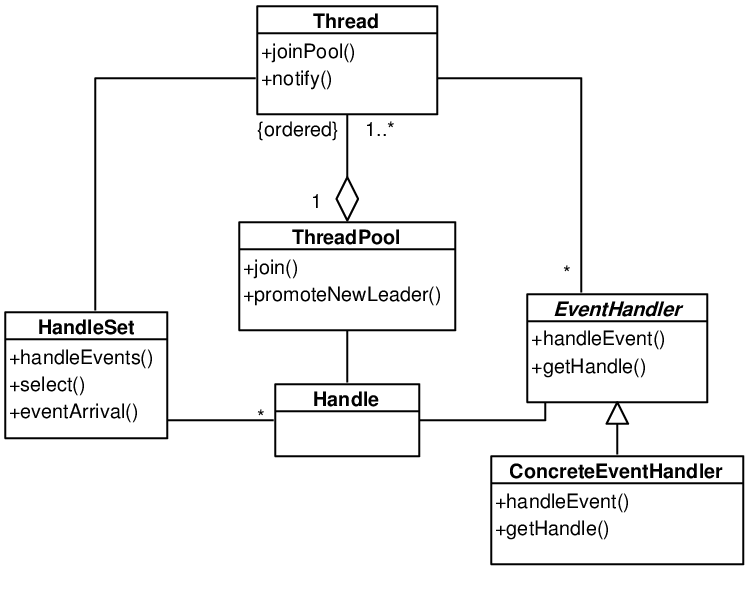 Thread
+joinPool()
+notify()
{ordered} 1..*
1
ThreadPool
+join()
+promoteNewLeader()
*
EventHandler
+handleEvent()
+getHandle()
HandleSet
+handleEvents()
+select()
+eventArrival()
*
Handle
ConcreteEventHandler
+handleEvent()
+getHandle()